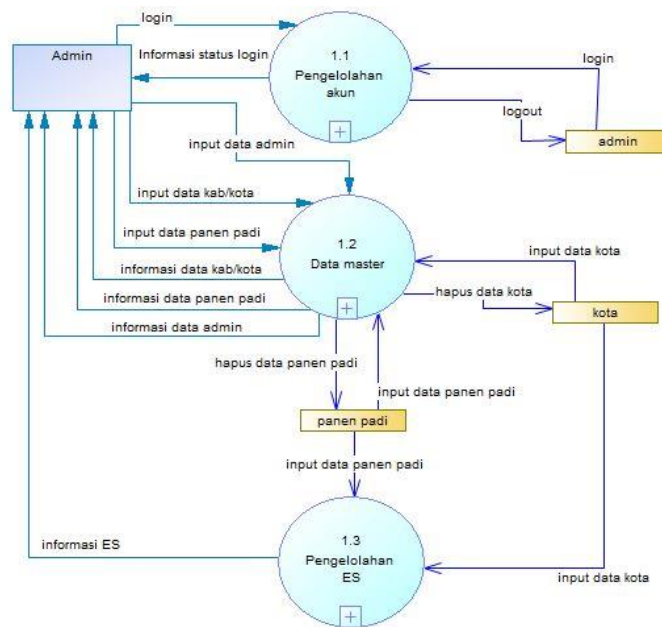 login
Admin
Informasi status login
1.1
Pengelolahan
akun
login
logout
admin
input data admin
input data kab/kota
input data panen padi
1.2
Data master
informasi data kab/kota
informasi data panen padi
informasi data admin
input data kota
hapus data kota
kota
hapus data panen padi
input data panen padi
panen padi
input data panen padi
1.3
Pengelolahan
ES
informasi ES
input data kota